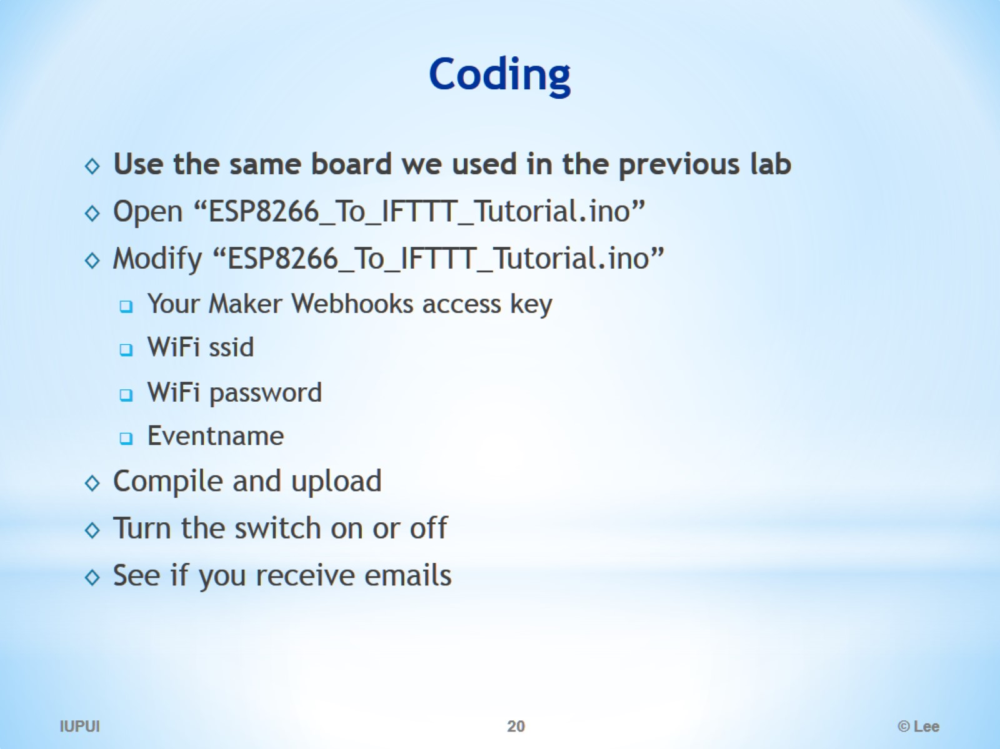 Coding
Use the same board we used in the previous lab
Open “ESP8266_To_IFTTT_Tutorial.ino”
Modify “ESP8266_To_IFTTT_Tutorial.ino”
Your Maker Webhooks access key
WiFi ssid
WiFi password
Eventname
Compile and upload
Turn the switch on or off
See if you receive emails
IUPUI 20 © Lee